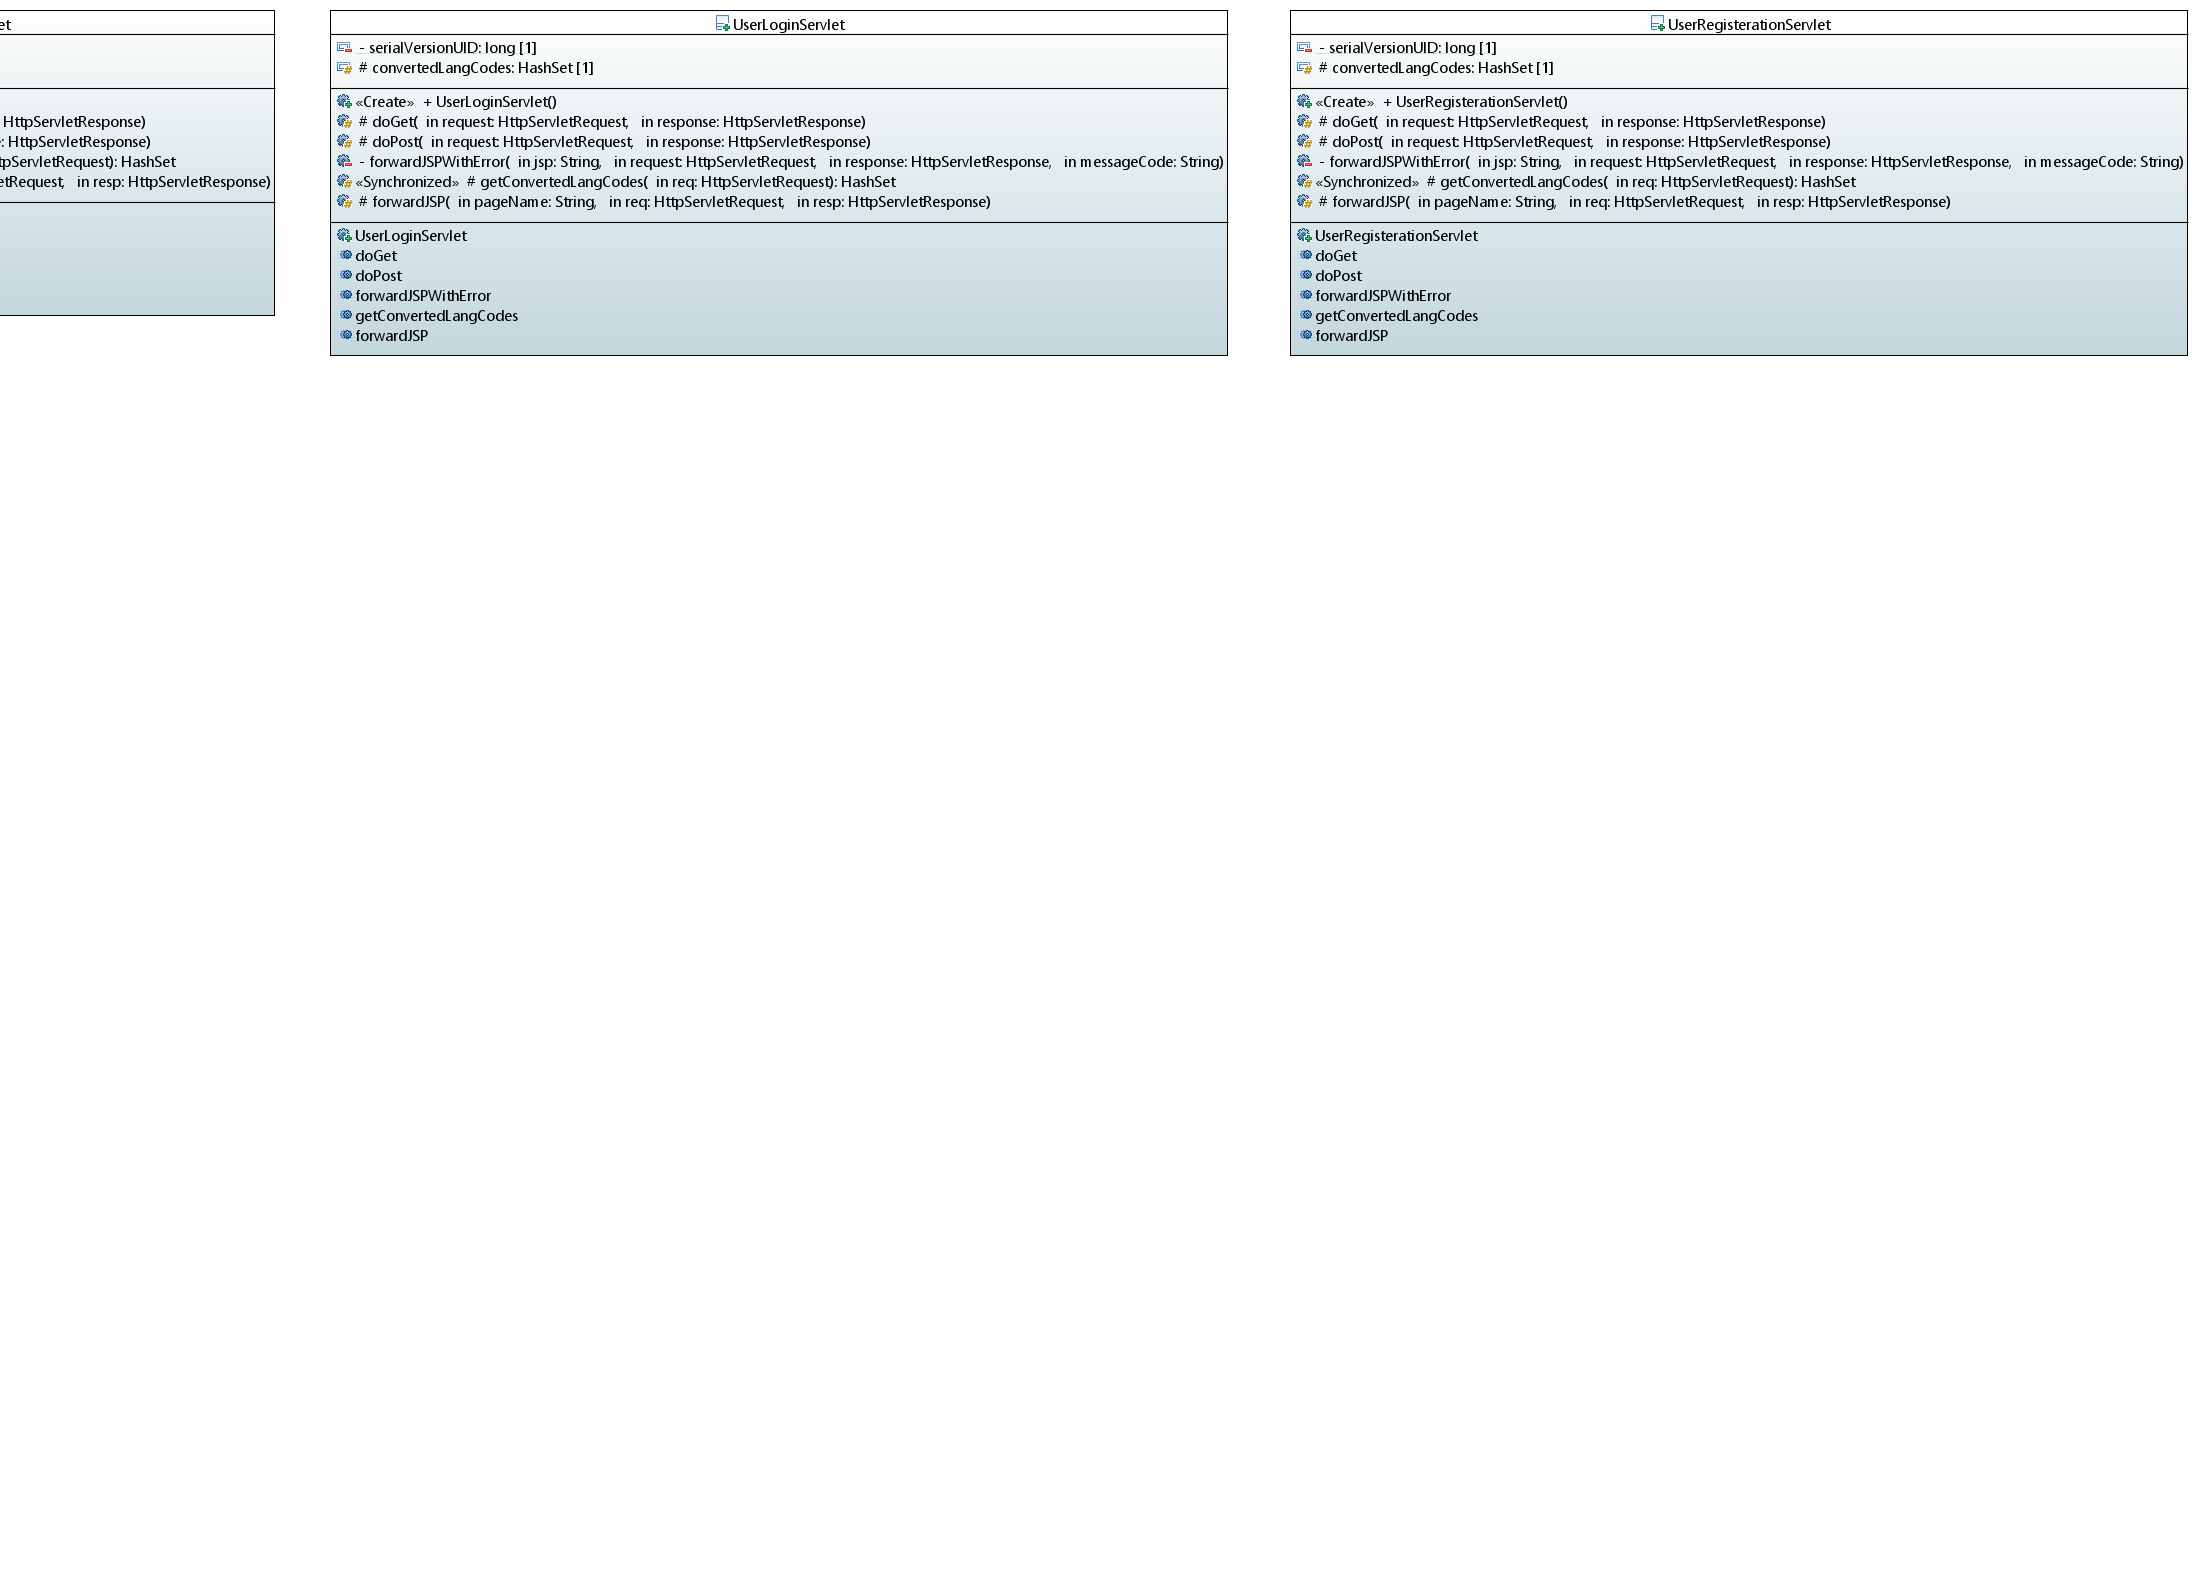 et
HttpServletResponse)
: HttpServletResponse)
tpServletRequest): HashSet
etRequest, in resp: HttpServletResponse)
UserLoginServlet
- serialVersionUID: long [1]
# convertedLangCodes: HashSet [1]
«Create» + UserLoginServlet()
# doGet( in request: HttpServletRequest, in response: HttpServletResponse)
# doPost( in request: HttpServletRequest, in response: HttpServletResponse)
- forwardJSPWithError( in jsp: String, in request: HttpServletRequest, in response: HttpServletResponse, in messageCode: String)
«Synchronized» # getConvertedLangCodes( in req: HttpServletRequest): HashSet
# forwardJSP( in pageName: String, in req: HttpServletRequest, in resp: HttpServletResponse)
UserLoginServlet
doGet
doPost
forwardJSPWithError
getConvertedLangCodes
forwardJSP
UserRegisterationServlet
- serialVersionUID: long [1]
# convertedLangCodes: HashSet [1]
«Create» + UserRegisterationServlet()
# doGet( in request: HttpServletRequest, in response: HttpServletResponse)
# doPost( in request: HttpServletRequest, in response: HttpServletResponse)
- forwardJSPWithError( in jsp: String, in request: HttpServletRequest, in response: HttpServletResponse, in messageCode: String)
«Synchronized» # getConvertedLangCodes( in req: HttpServletRequest): HashSet
# forwardJSP( in pageName: String, in req: HttpServletRequest, in resp: HttpServletResponse)
UserRegisterationServlet
doGet
doPost
forwardJSPWithError
getConvertedLangCodes
forwardJSP